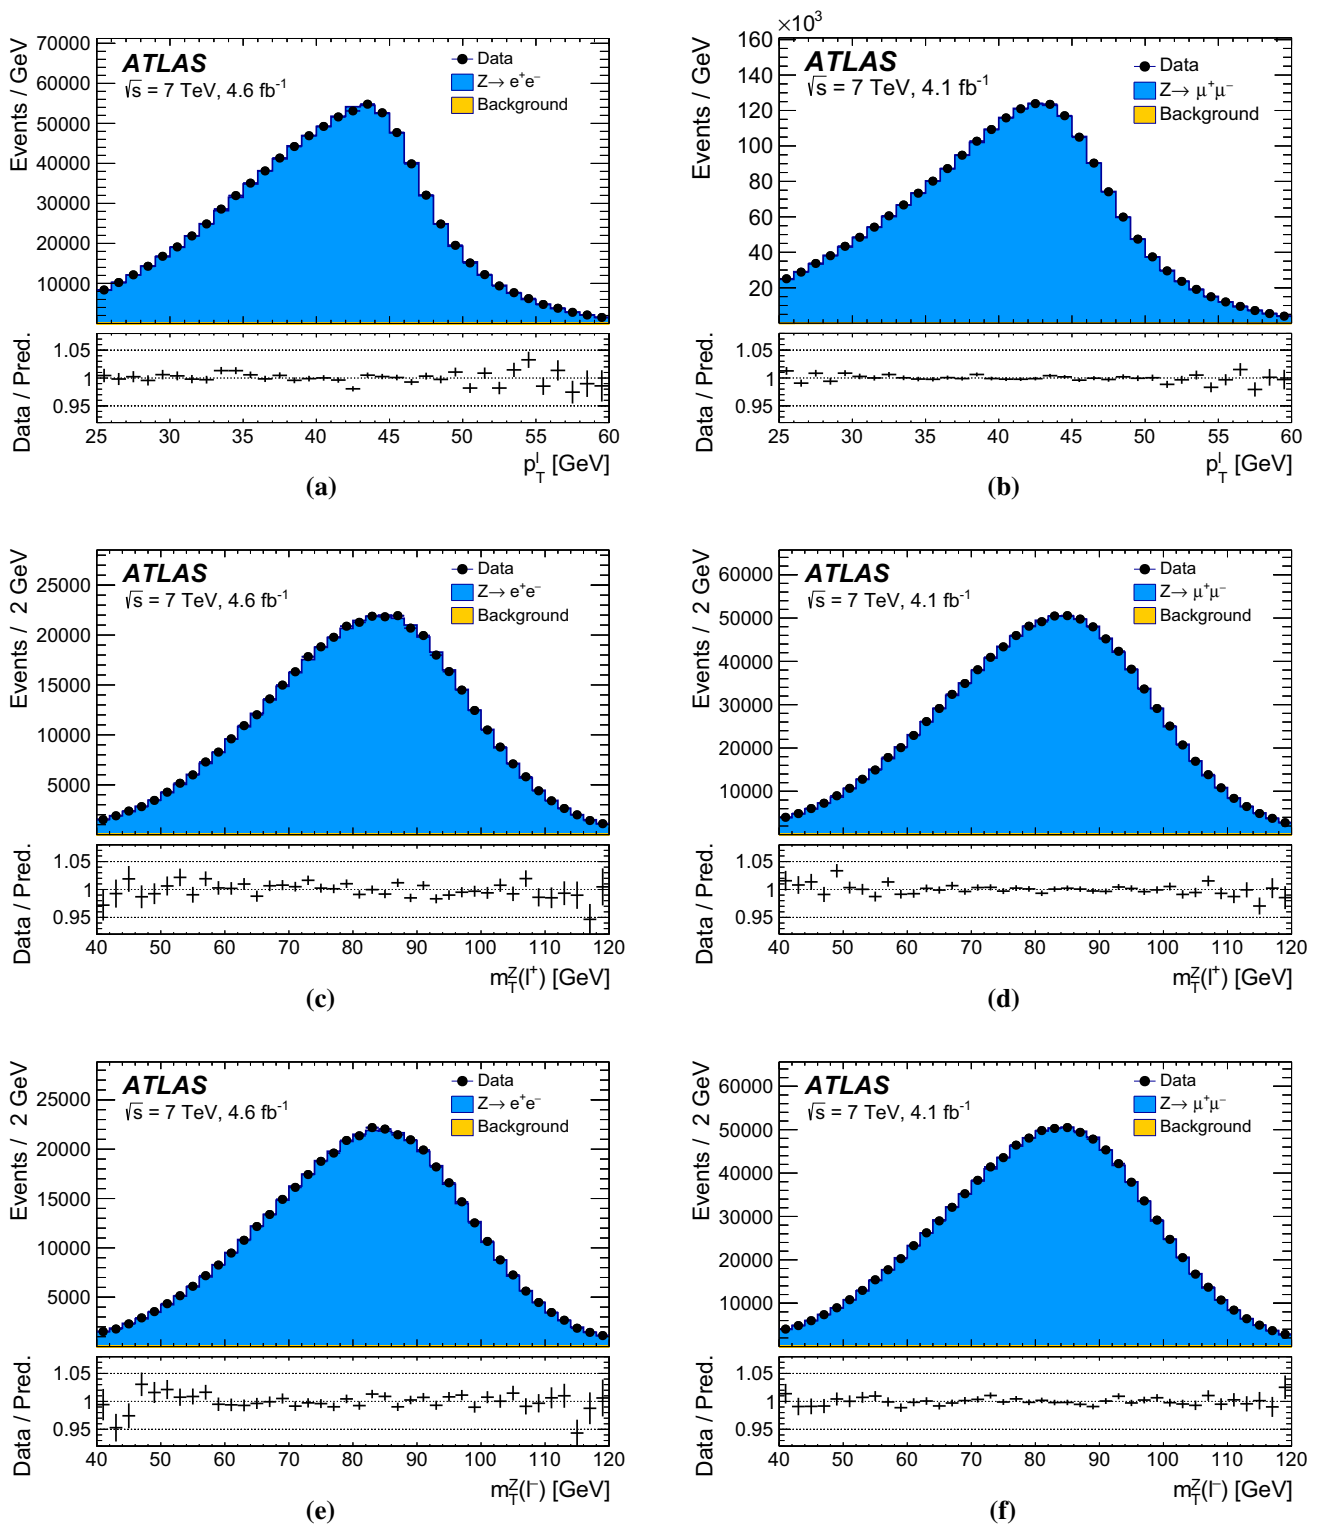 70000
60000
50000
40000
30000
20000
10000
Events / GeV
ATLAS
√s = 7 TeV, 4.6 fb⁻¹
Data
Z→ e⁺e⁻
Background
1.05
1
0.95
Data / Pred.
25 30 35 40 45 50 55 60
p_T^l [GeV]
(a)
×10³
160
140
120
100
80
60
40
20
Events / GeV
ATLAS
√s = 7 TeV, 4.1 fb⁻¹
Data
Z→ μ⁺μ⁻
Background
1.05
1
0.95
Data / Pred.
25 30 35 40 45 50 55 60
p_T^l [GeV]
(b)
25000
20000
15000
10000
5000
Events / 2 GeV
ATLAS
√s = 7 TeV, 4.6 fb⁻¹
Data
Z→ e⁺e⁻
Background
1.05
1
0.95
Data / Pred.
40 50 60 70 80 90 100 110 120
m_T^Z(l⁺) [GeV]
(c)
60000
50000
40000
30000
20000
10000
Events / 2 GeV
ATLAS
√s = 7 TeV, 4.1 fb⁻¹
Data
Z→ μ⁺μ⁻
Background
1.05
1
0.95
Data / Pred.
40 50 60 70 80 90 100 110 120
m_T^Z(l⁺) [GeV]
(d)
25000
20000
15000
10000
5000
Events / 2 GeV
ATLAS
√s = 7 TeV, 4.6 fb⁻¹
Data
Z→ e⁺e⁻
Background
1.05
1
0.95
Data / Pred.
40 50 60 70 80 90 100 110 120
m_T^Z(l⁻) [GeV]
(e)
60000
50000
40000
30000
20000
10000
Events / 2 GeV
ATLAS
√s = 7 TeV, 4.1 fb⁻¹
Data
Z→ μ⁺μ⁻
Background
1.05
1
0.95
Data / Pred.
40 50 60 70 80 90 100 110 120
m_T^Z(l⁻) [GeV]
(f)